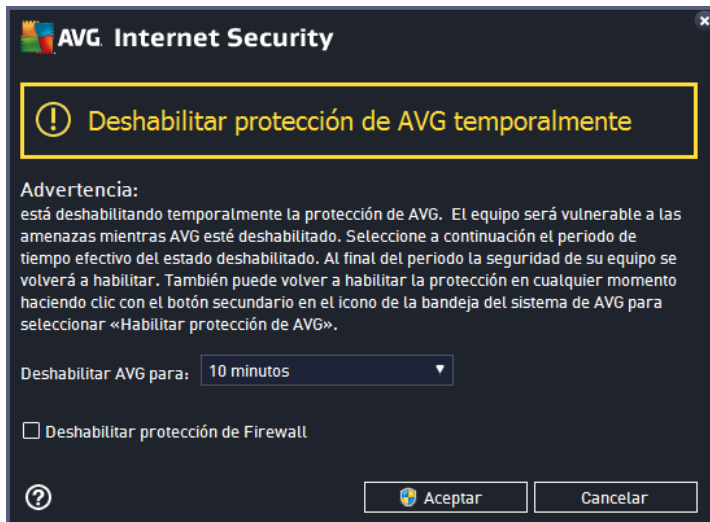 AVG. Internet Security
Deshabilitar protección de AVG temporalmente
Advertencia:
está deshabilitando temporalmente la protección de AVG. El equipo será vulnerable a las
amenazas mientras AVG esté deshabilitado. Seleccione a continuación el periodo de
tiempo efectivo del estado deshabilitado. Al final del periodo la seguridad de su equipo se
volverá a habilitar. También puede volver a habilitar la protección en cualquier momento
haciendo clic con el botón secundario en el icono de la bandeja del sistema de AVG para
seleccionar «Habilitar protección de AVG».
Deshabilitar AVG para: 10 minutos
Deshabilitar protección de Firewall
Aceptar Cancelar